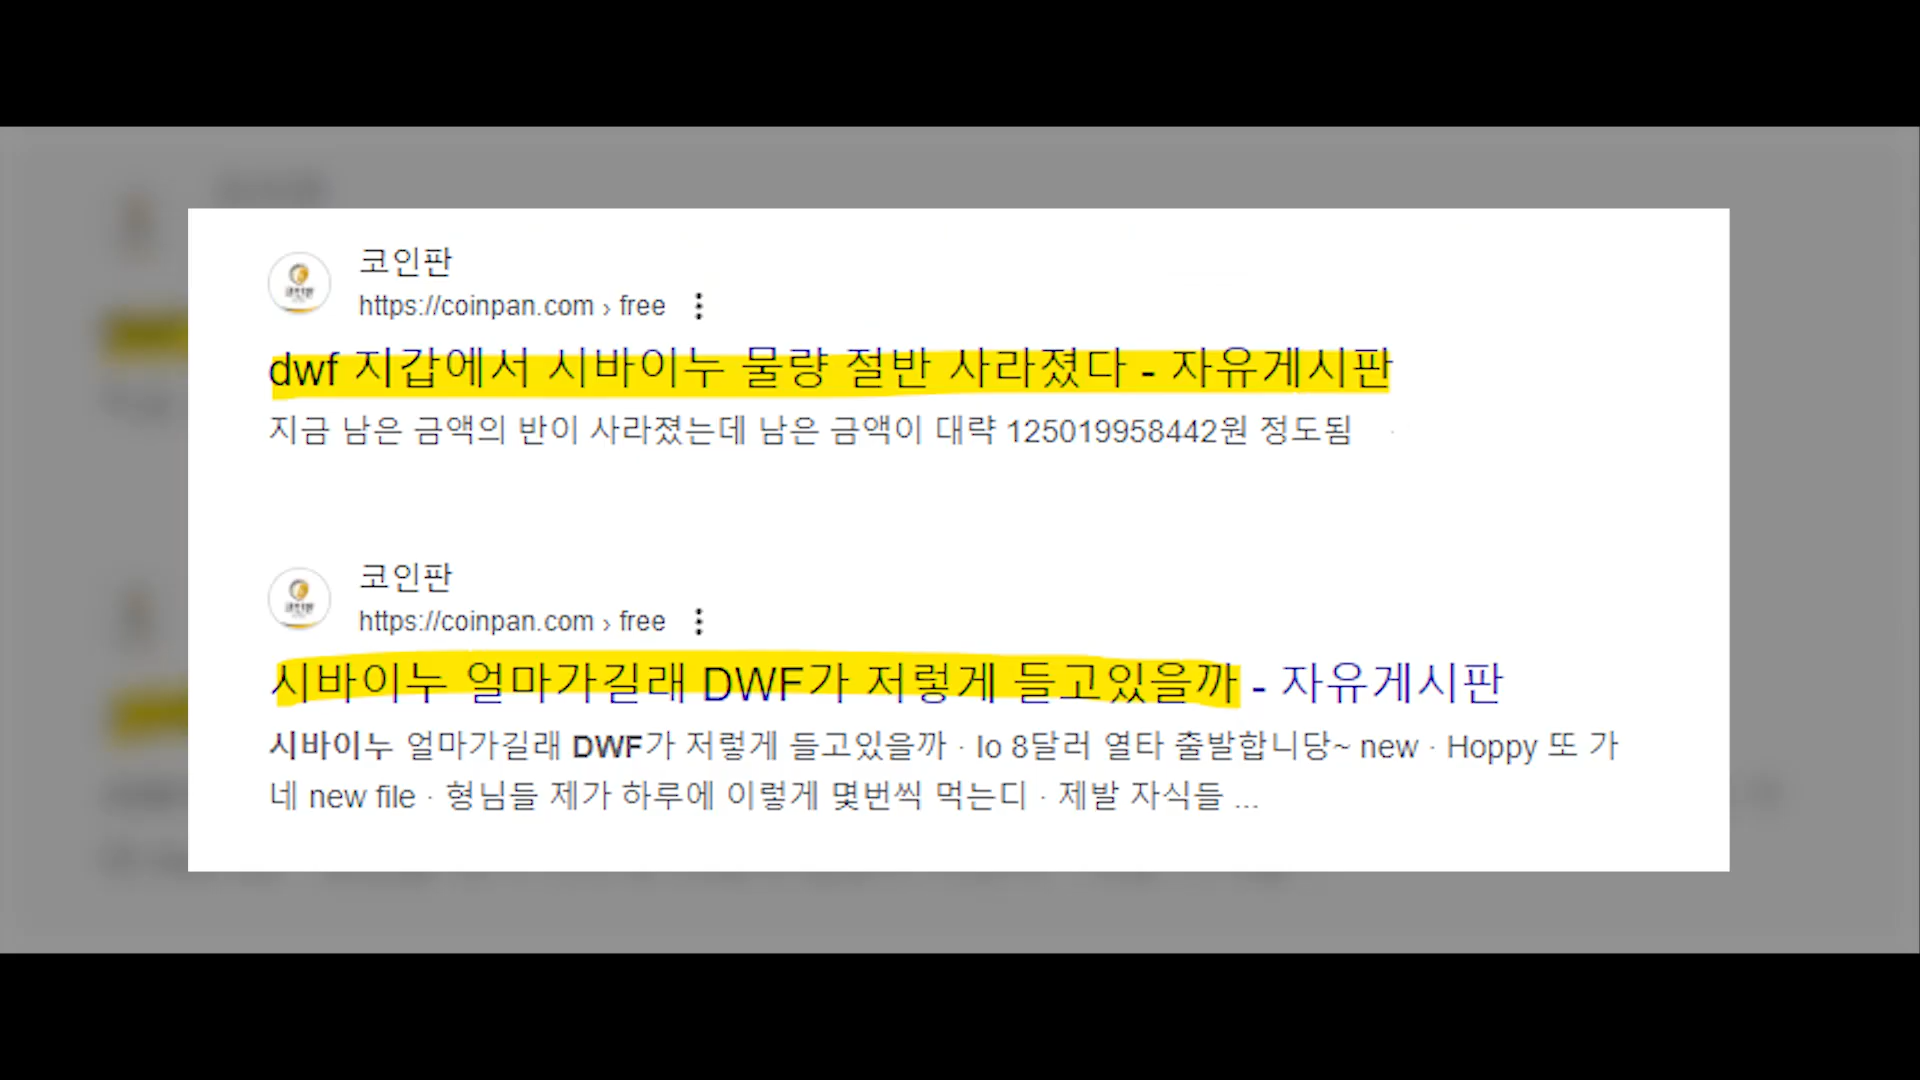 코인판
https://coinpan.com › free
dwf 지갑에서 시바이누 물량 절반 사라졌다 - 자유게시판
지금 남은 금액의 반이 사라졌는데 남은 금액이 대략 125019958442원 정도됨
코인판
https://coinpan.com › free
시바이누 얼마가길래 DWF가 저렇게 들고있을까 - 자유게시판
시바이누 얼마가길래 DWF가 저렇게 들고있을까 · Io 8달러 열타 출발합니당~ new · Hoppy 또 가
네 new file · 형님들 제가 하루에 이렇게 몇번씩 먹는디 · 제발 자식들 ...